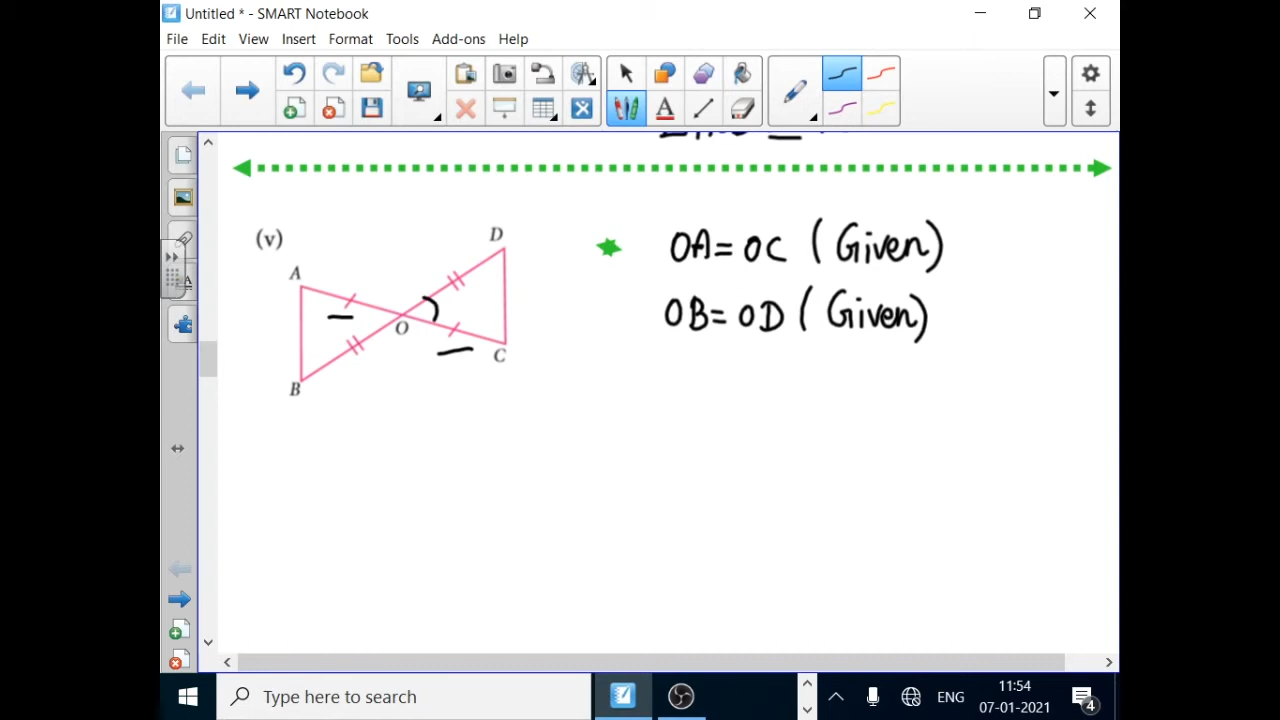 Untitled * - SMART Notebook
File Edit View Insert Format Tools Add-ons Help
(v)
D
A
O
C
B
OA = OC (Given)
OB = OD (Given)
Type here to search
ENG
11:54
07-01-2021
4